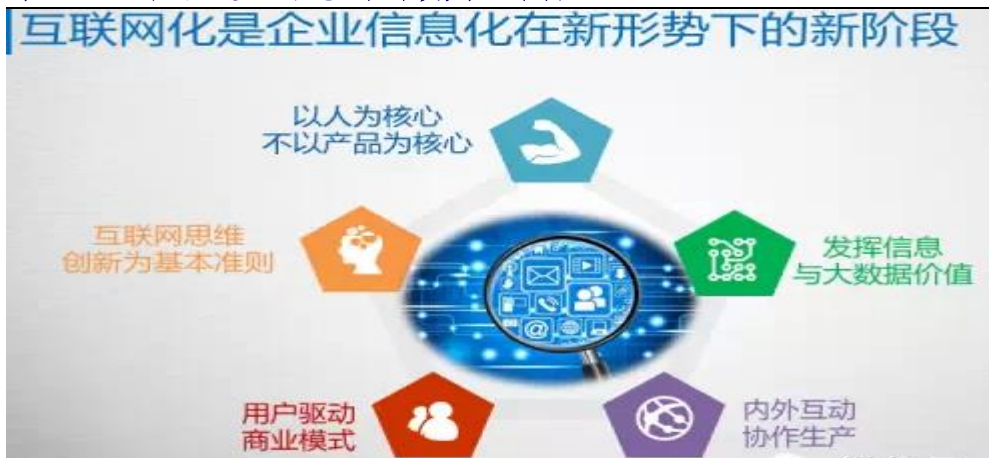 互联网化是企业信息化在新形势下的新阶段
以人为核心
不以产品为核心
互联网思维
创新为基本准则
发挥信息
与大数据价值
用户驱动
商业模式
内外互动
协作生产